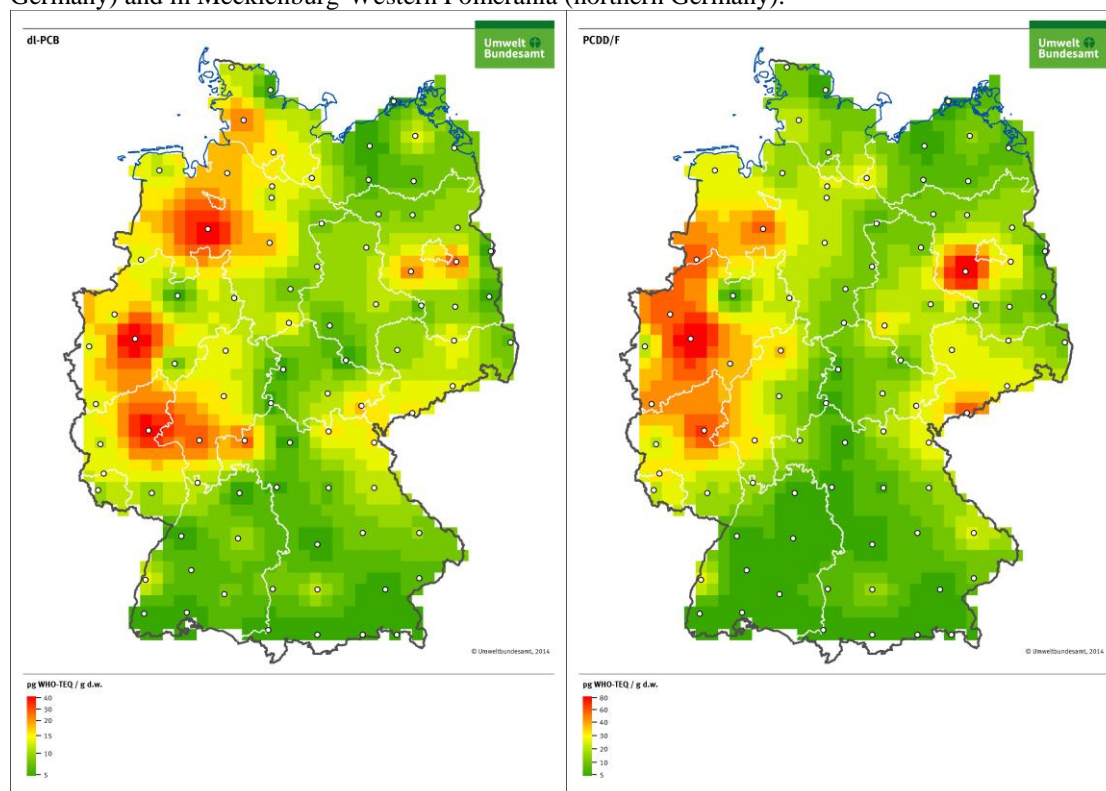 Germany) and in Mecklenburg-Western Pomerania (northern Germany).
dl-PCB
Umwelt
Bundesamt
© Umweltbundesamt, 2014
pg WHO-TEQ / g d.w.
40
30
20
15
10
5
PCDD/F
Umwelt
Bundesamt
© Umweltbundesamt, 2014
pg WHO-TEQ / g d.w.
80
60
40
30
20
10
5